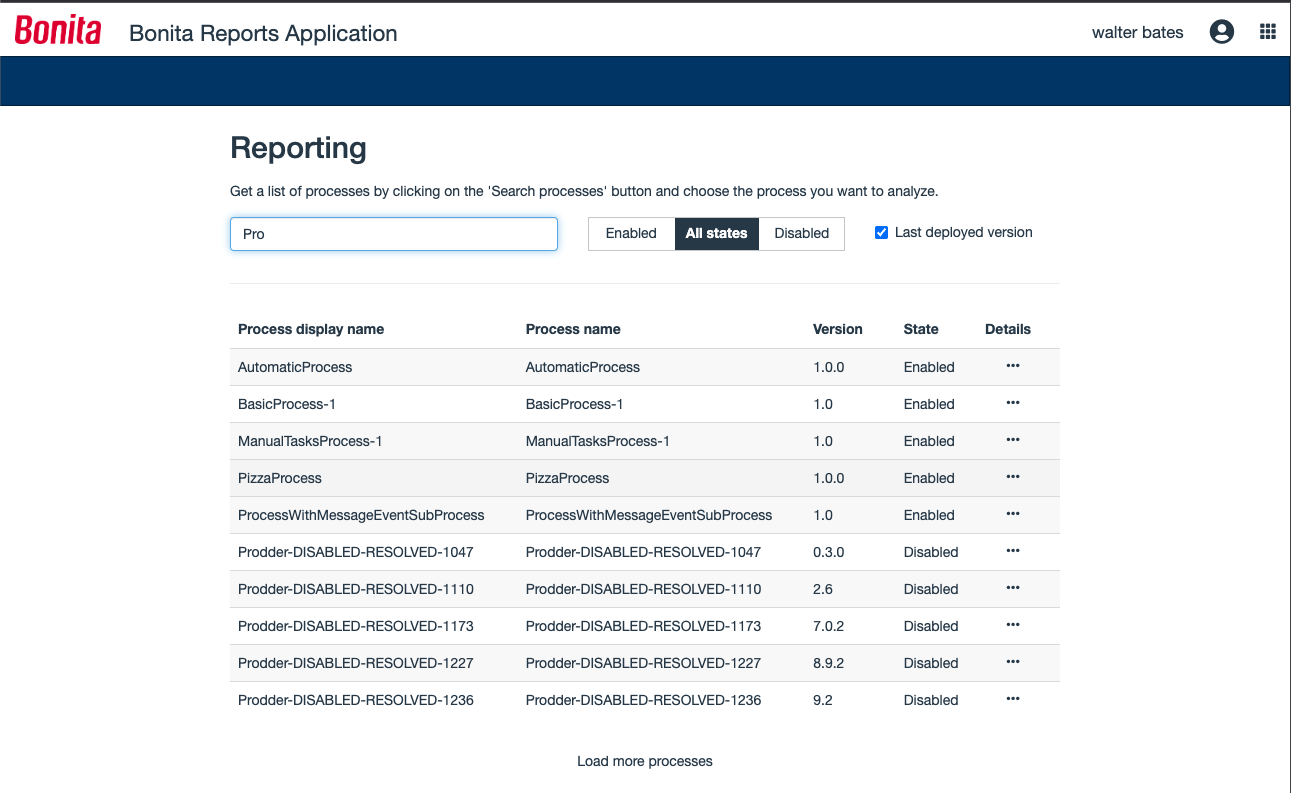 Bonita Bonita Reports Application walter bates
Reporting
Get a list of processes by clicking on the 'Search processes' button and choose the process you want to analyze.
Pro Enabled All states Disabled Last deployed version
Process display name Process name Version State Details
AutomaticProcess AutomaticProcess 1.0.0 Enabled •••
BasicProcess-1 BasicProcess-1 1.0 Enabled •••
ManualTasksProcess-1 ManualTasksProcess-1 1.0 Enabled •••
PizzaProcess PizzaProcess 1.0.0 Enabled •••
ProcessWithMessageEventSubProcess ProcessWithMessageEventSubProcess 1.0 Enabled •••
Prodder-DISABLED-RESOLVED-1047 Prodder-DISABLED-RESOLVED-1047 0.3.0 Disabled •••
Prodder-DISABLED-RESOLVED-1110 Prodder-DISABLED-RESOLVED-1110 2.6 Disabled •••
Prodder-DISABLED-RESOLVED-1173 Prodder-DISABLED-RESOLVED-1173 7.0.2 Disabled •••
Prodder-DISABLED-RESOLVED-1227 Prodder-DISABLED-RESOLVED-1227 8.9.2 Disabled •••
Prodder-DISABLED-RESOLVED-1236 Prodder-DISABLED-RESOLVED-1236 9.2 Disabled •••
Load more processes